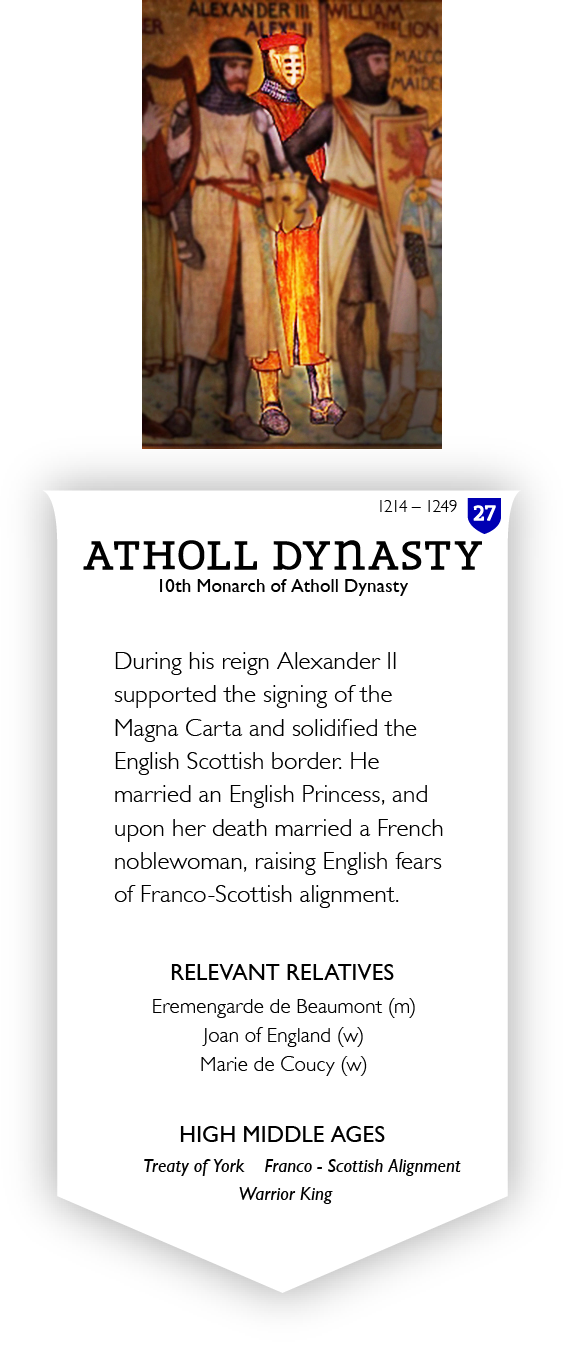 ER ALEXANDER III WILLIAM
ALEXR II THE LION
MALCO
THE
MAIDE
1214 – 1249 27
ATHOLL DYNASTY
10th Monarch of Atholl Dynasty
During his reign Alexander II
supported the signing of the
Magna Carta and solidified the
English Scottish border. He
married an English Princess, and
upon her death married a French
noblewoman, raising English fears
of Franco-Scottish alignment.
RELEVANT RELATIVES
Eremengarde de Beaumont (m)
Joan of England (w)
Marie de Coucy (w)
HIGH MIDDLE AGES
Treaty of York Franco - Scottish Alignment
Warrior King